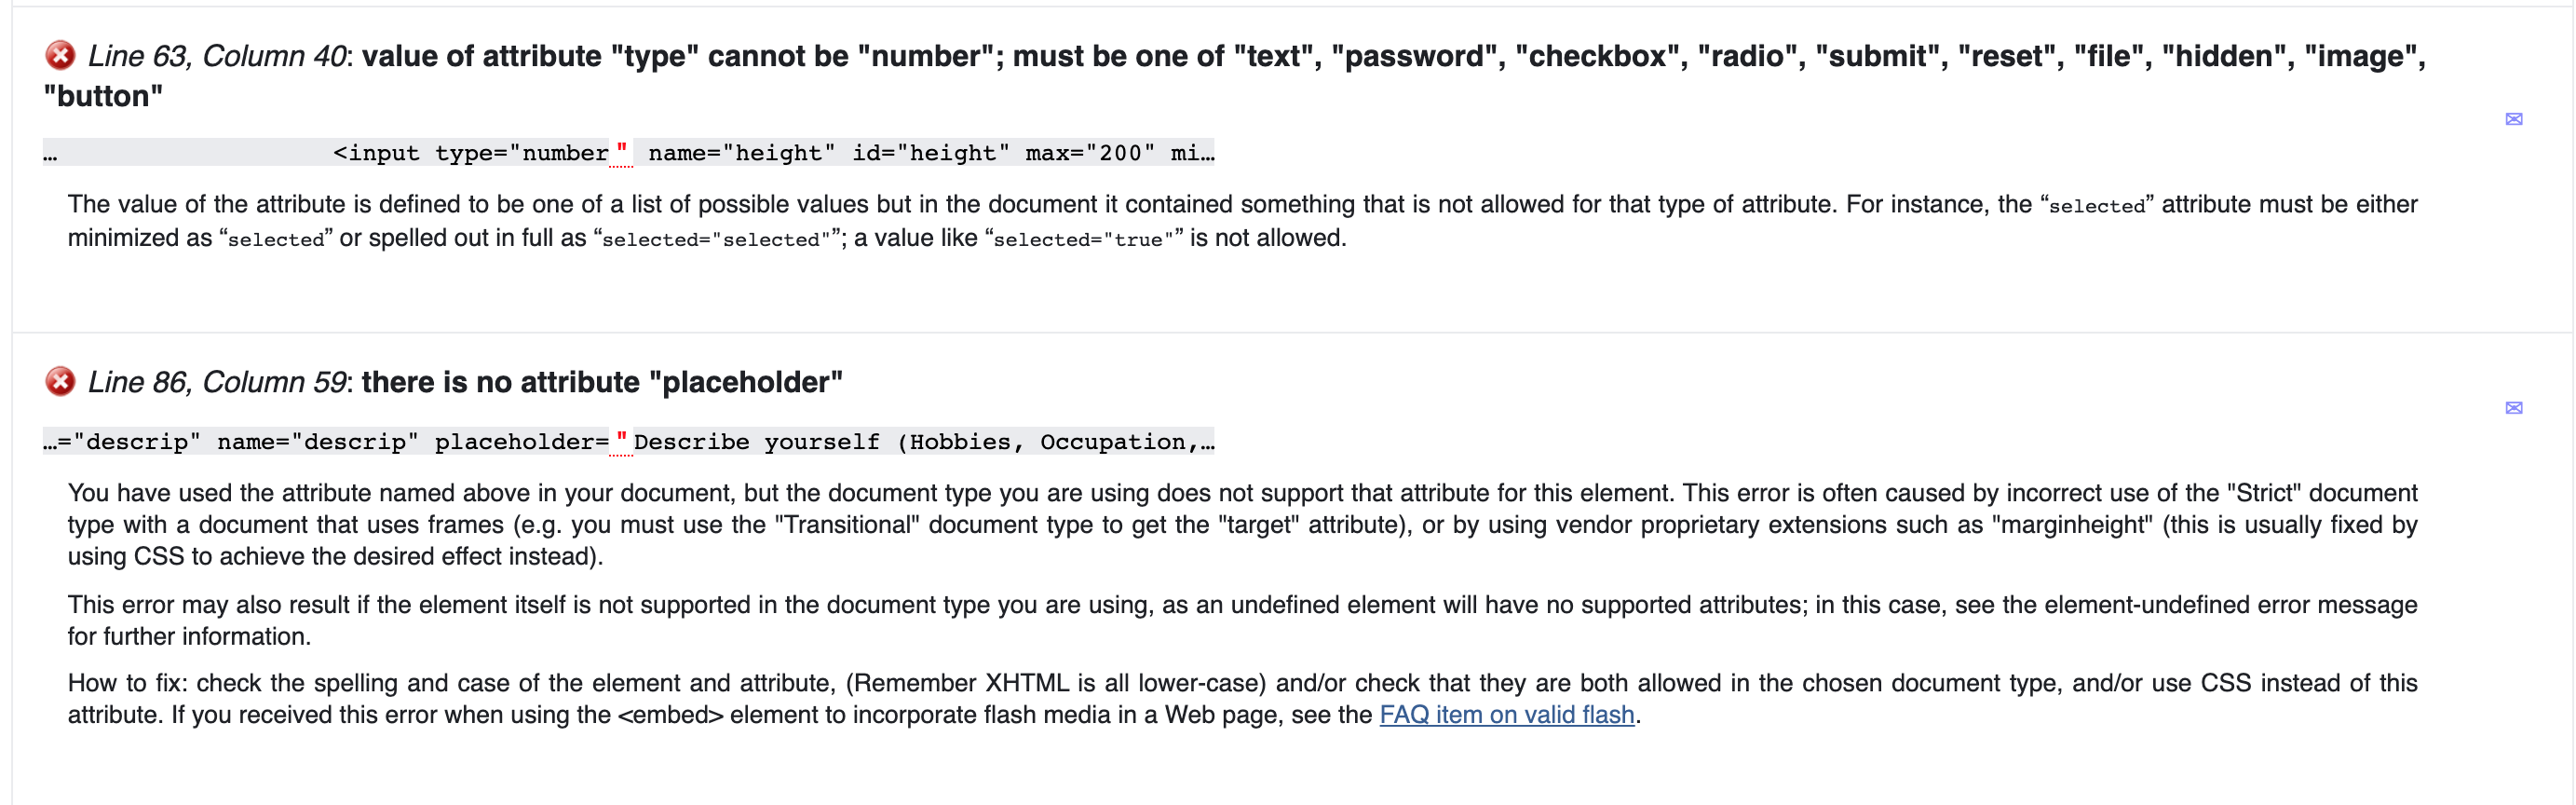 Line 63, Column 40: value of attribute "type" cannot be "number"; must be one of "text", "password", "checkbox", "radio", "submit", "reset", "file", "hidden", "image",
"button"
… <input type="number" name="height" id="height" max="200" mi…
The value of the attribute is defined to be one of a list of possible values but in the document it contained something that is not allowed for that type of attribute. For instance, the “selected” attribute must be either
minimized as “selected” or spelled out in full as “selected="selected"”; a value like “selected="true"” is not allowed.
Line 86, Column 59: there is no attribute "placeholder"
…="descrip" name="descrip" placeholder="Describe yourself (Hobbies, Occupation,…
You have used the attribute named above in your document, but the document type you are using does not support that attribute for this element. This error is often caused by incorrect use of the "Strict" document
type with a document that uses frames (e.g. you must use the "Transitional" document type to get the "target" attribute), or by using vendor proprietary extensions such as "marginheight" (this is usually fixed by
using CSS to achieve the desired effect instead).
This error may also result if the element itself is not supported in the document type you are using, as an undefined element will have no supported attributes; in this case, see the element-undefined error message
for further information.
How to fix: check the spelling and case of the element and attribute, (Remember XHTML is all lower-case) and/or check that they are both allowed in the chosen document type, and/or use CSS instead of this
attribute. If you received this error when using the <embed> element to incorporate flash media in a Web page, see the FAQ item on valid flash.